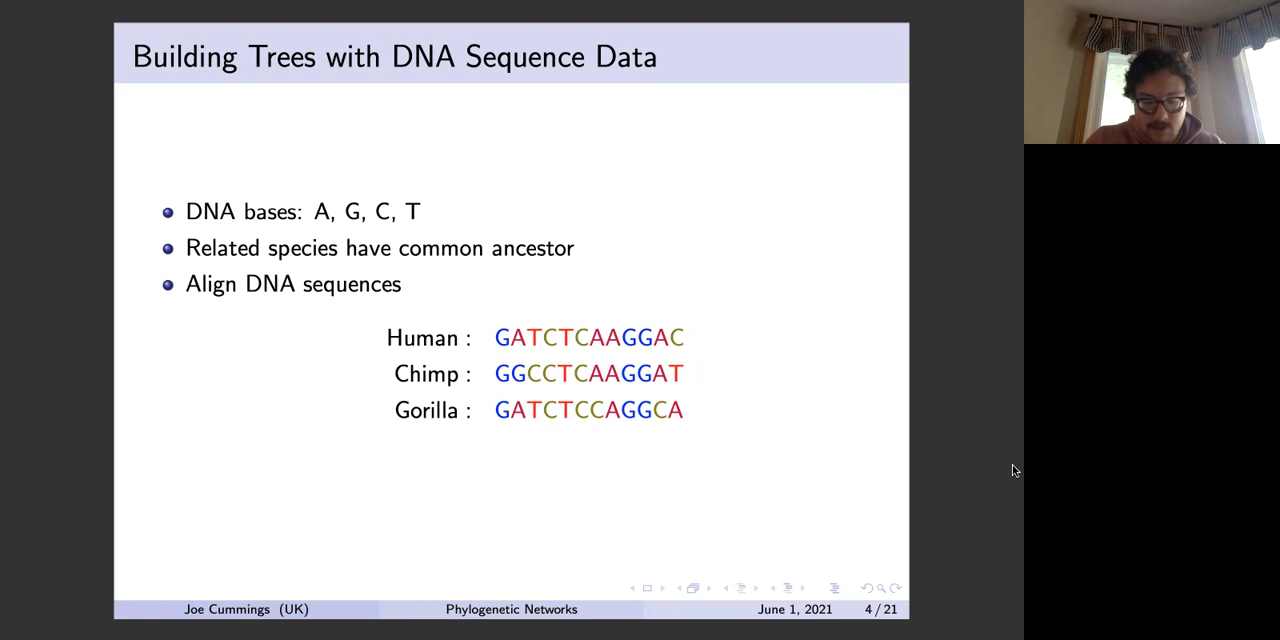 Building Trees with DNA Sequence Data
DNA bases: A, G, C, T
Related species have common ancestor
Align DNA sequences
Human : GATCTCAAGGAC
Chimp : GGCCTCAAGGAT
Gorilla : GATCTCCAGGCA
Joe Cummings (UK) Phylogenetic Networks June 1, 2021 4 / 21